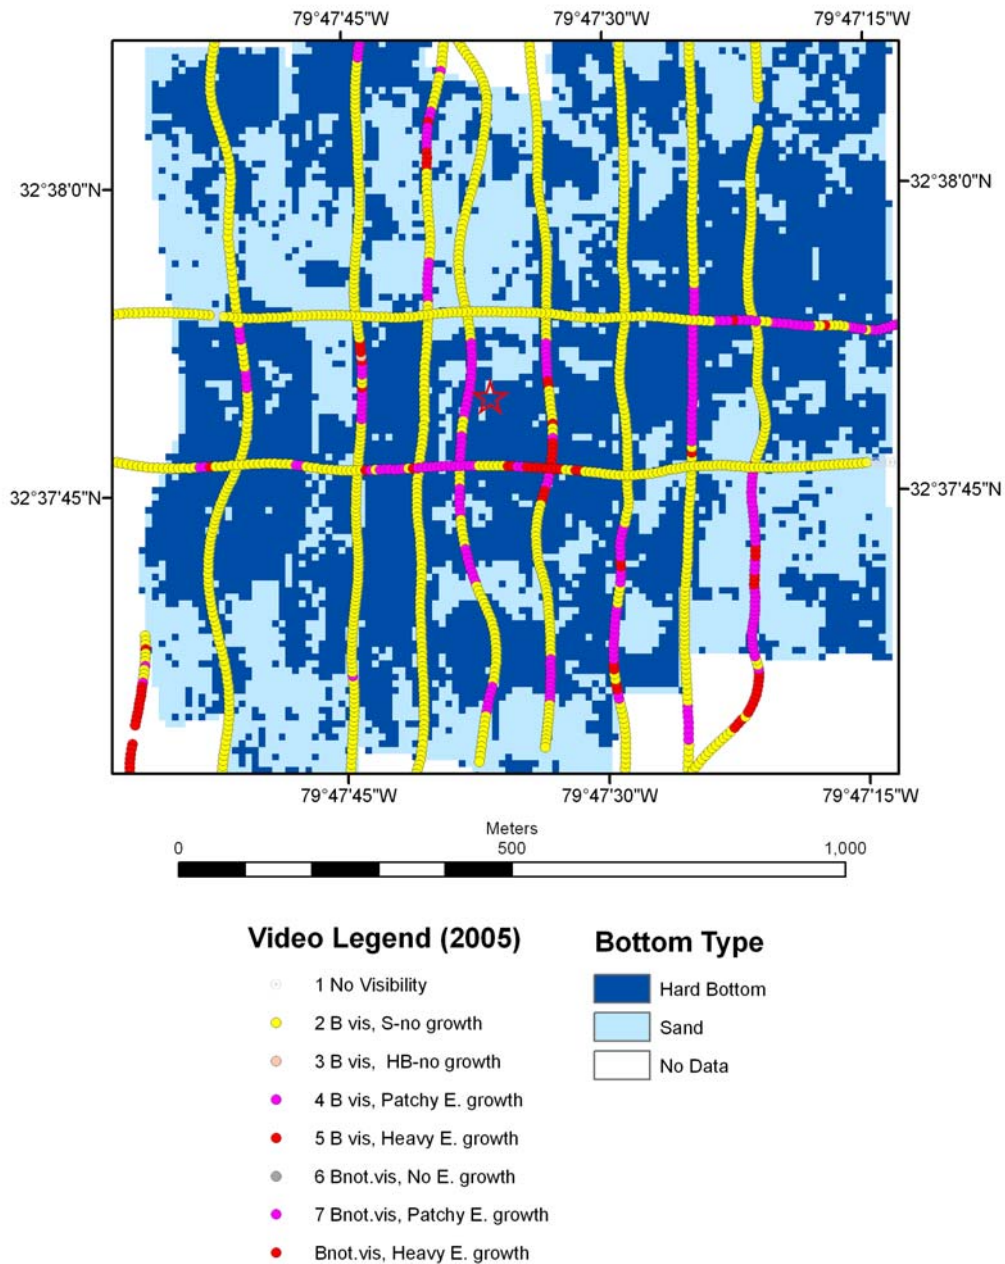 79°47'45"W 79°47'30"W 79°47'15"W
32°38'0"N 32°38'0"N
32°37'45"N 32°37'45"N
79°47'45"W 79°47'30"W 79°47'15"W
Meters
0 500 1,000
Video Legend (2005)
1 No Visibility
2 B vis, S-no growth
3 B vis, HB-no growth
4 B vis, Patchy E. growth
5 B vis, Heavy E. growth
6 Bnot.vis, No E. growth
7 Bnot.vis, Patchy E. growth
Bnot.vis, Heavy E. growth
Bottom Type
Hard Bottom
Sand
No Data